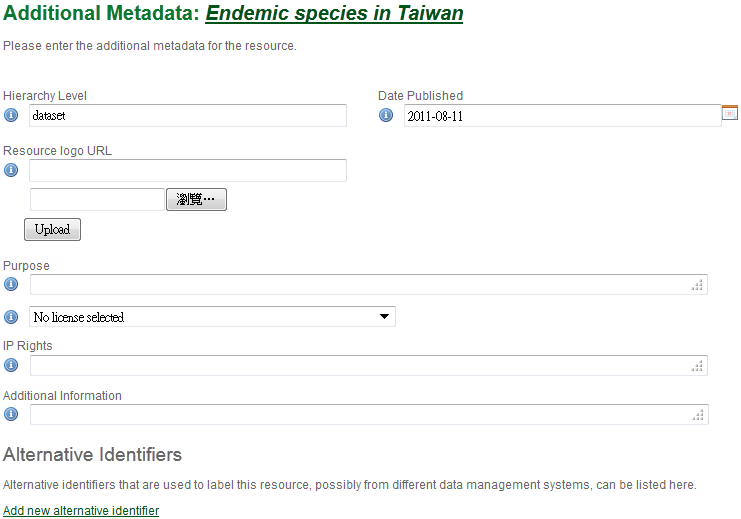 Additional Metadata: Endemic species in Taiwan
Please enter the additional metadata for the resource.
Hierarchy Level
Date Published
dataset
2011-08-11
Resource logo URL
瀏覽…
Upload
Purpose
No license selected
IP Rights
Additional Information
Alternative Identifiers
Alternative identifiers that are used to label this resource, possibly from different data management systems, can be listed here.
Add new alternative identifier